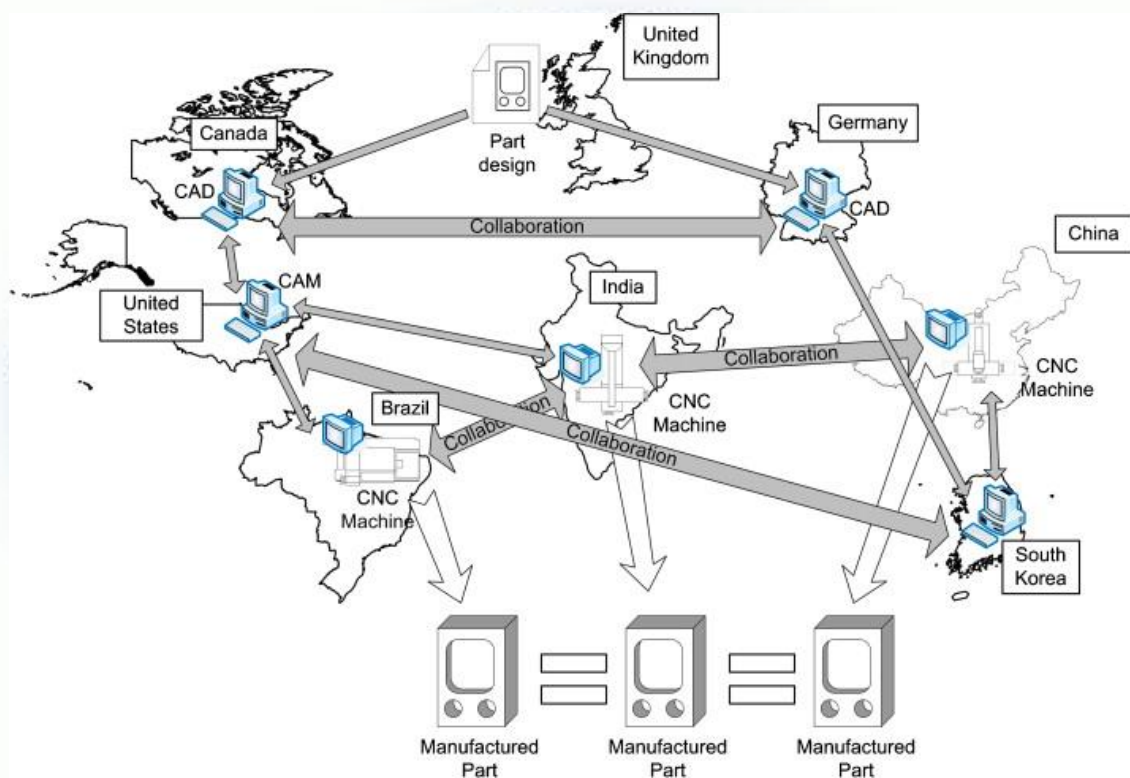 United
Kingdom
Part
design
Canada
CAD
Germany
CAD
Collaboration
China
CAM
United
States
India
Collaboration
CNC
Machine
CNC
Machine
Brazil
Collaboration
Collaboration
CNC
Machine
South
Korea
Manufactured
Part
Manufactured
Part
Manufactured
Part